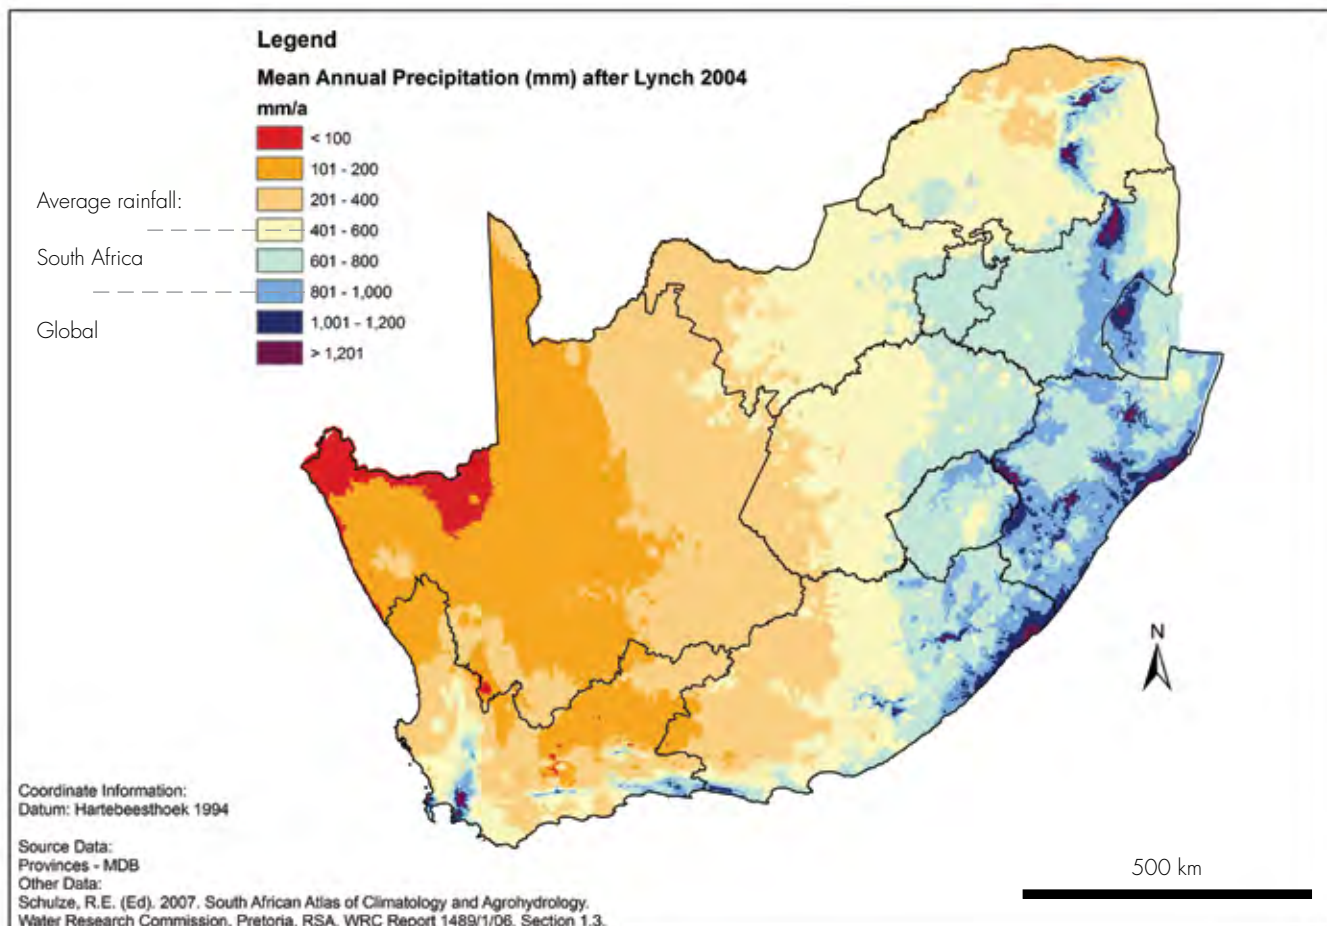 Legend
Mean Annual Precipitation (mm) after Lynch 2004
mm/a
< 100
101 - 200
201 - 400
401 - 600
601 - 800
801 - 1,000
1,001 - 1,200
> 1,201
Average rainfall:
South Africa
Global
N
500 km
Coordinate Information:
Datum: Hartebeesthoek 1994
Source Data:
Provinces - MDB
Other Data:
Schulze, R.E. (Ed). 2007. South African Atlas of Climatology and Agrohydrology.
Water Research Commission, Pretoria, RSA, WRC Report 1489/1/06, Section 1.3.